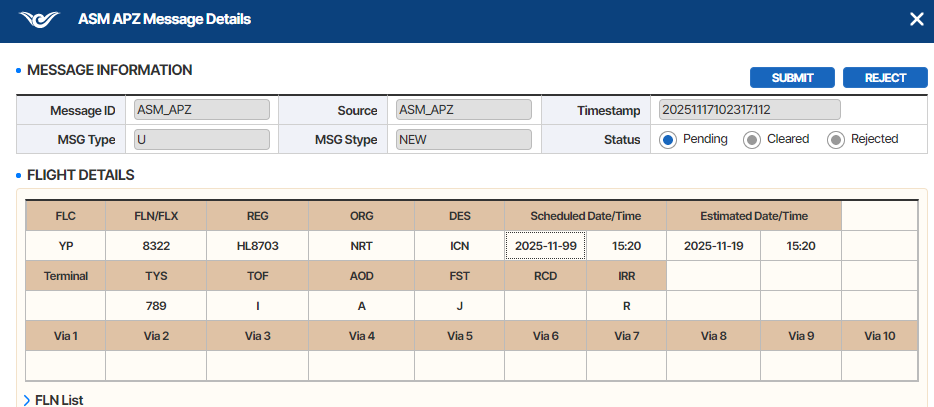 ASM APZ Message Details
MESSAGE INFORMATION
SUBMIT REJECT
Message ID ASM_APZ Source ASM_APZ Timestamp 20251117102317.112
MSG Type U MSG Stype NEW Status Pending Cleared Rejected
FLIGHT DETAILS
FLC FLN/FLX REG ORG DES Scheduled Date/Time Estimated Date/Time
YP 8322 HL8703 NRT ICN 2025-11-99 15:20 2025-11-19 15:20
Terminal TYS TOF AOD FST RCD IRR
789 I A J R
Via 1 Via 2 Via 3 Via 4 Via 5 Via 6 Via 7 Via 8 Via 9 Via 10
FLN List